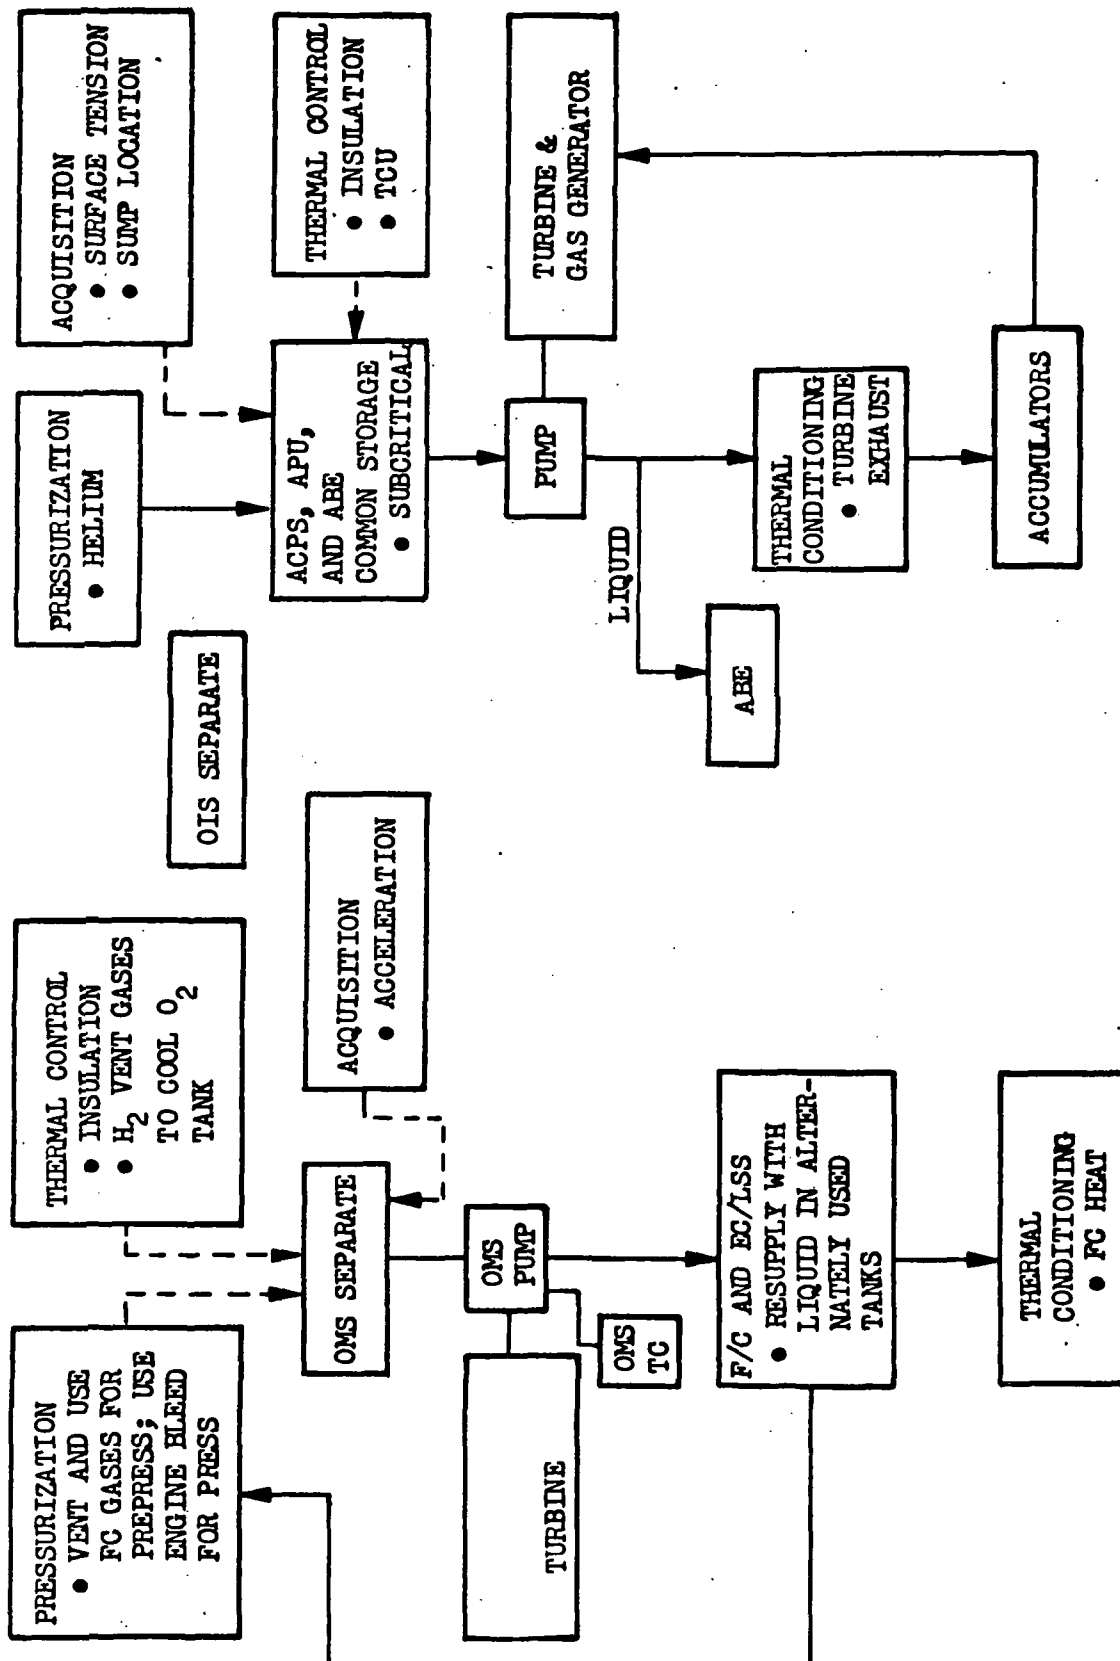 PRESSURIZATION
● VENT AND USE
FC GASES FOR
PREPRESS; USE
ENGINE BLEED
FOR PRESS
THERMAL CONTROL
● INSULATION
● H2 VENT GASES
TO COOL O2
TANK
OMS SEPARATE
ACQUISITION
● ACCELERATION
TURBINE
OMS
PUMP
OMS
TC
F/C AND EC/LSS
● RESUPPLY WITH
LIQUID IN ALTER-
NATELY USED
TANKS
THERMAL
CONDITIONING
● FC HEAT
OIS SEPARATE
PRESSURIZATION
● HELIUM
ACQUISITION
● SURFACE TENSION
● SUMP LOCATION
ACPS, APU,
AND ABE
COMMON STORAGE
● SUBCRITICAL
THERMAL CONTROL
● INSULATION
● TCU
PUMP
TURBINE &
GAS GENERATOR
LIQUID
ABE
THERMAL
CONDITIONING
● TURBINE
EXHAUST
ACCUMULATORS